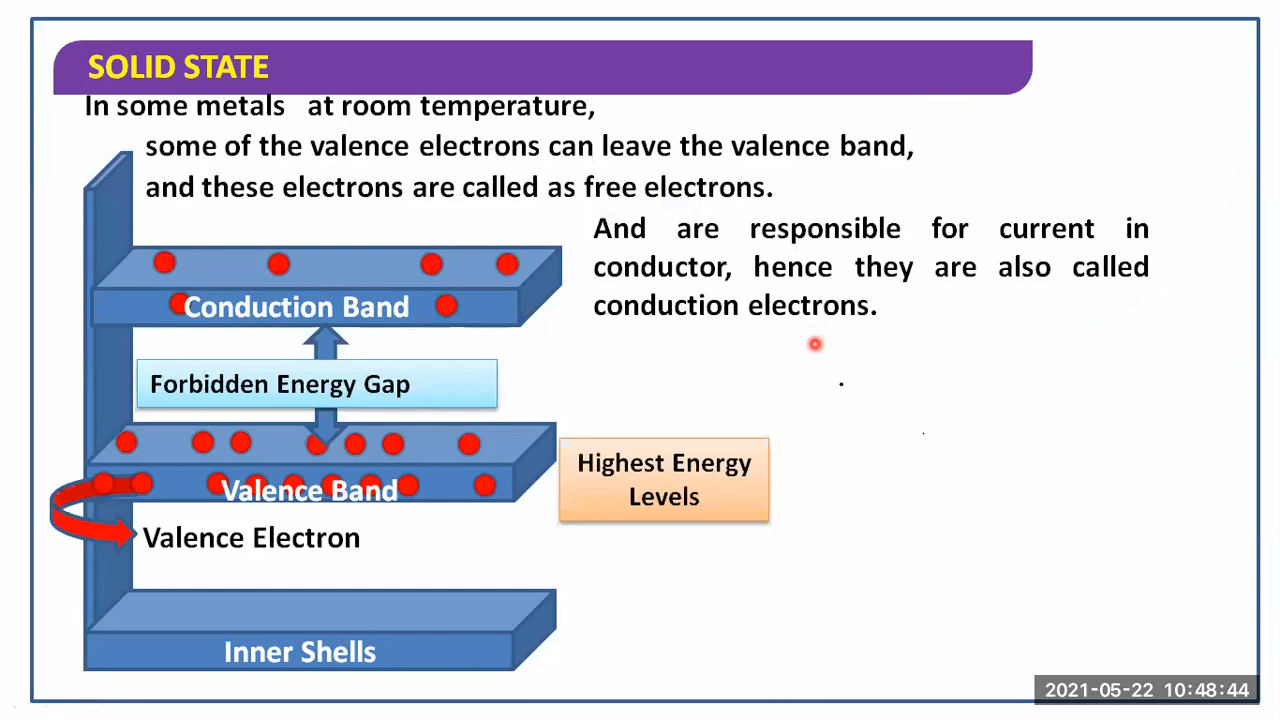 SOLID STATE
In some metals at room temperature,
some of the valence electrons can leave the valence band,
and these electrons are called as free electrons.
And are responsible for current in
conductor, hence they are also called
conduction electrons.
Conduction Band
Forbidden Energy Gap
Valence Band
Highest Energy
Levels
Valence Electron
Inner Shells
2021-05-22 10:48:44